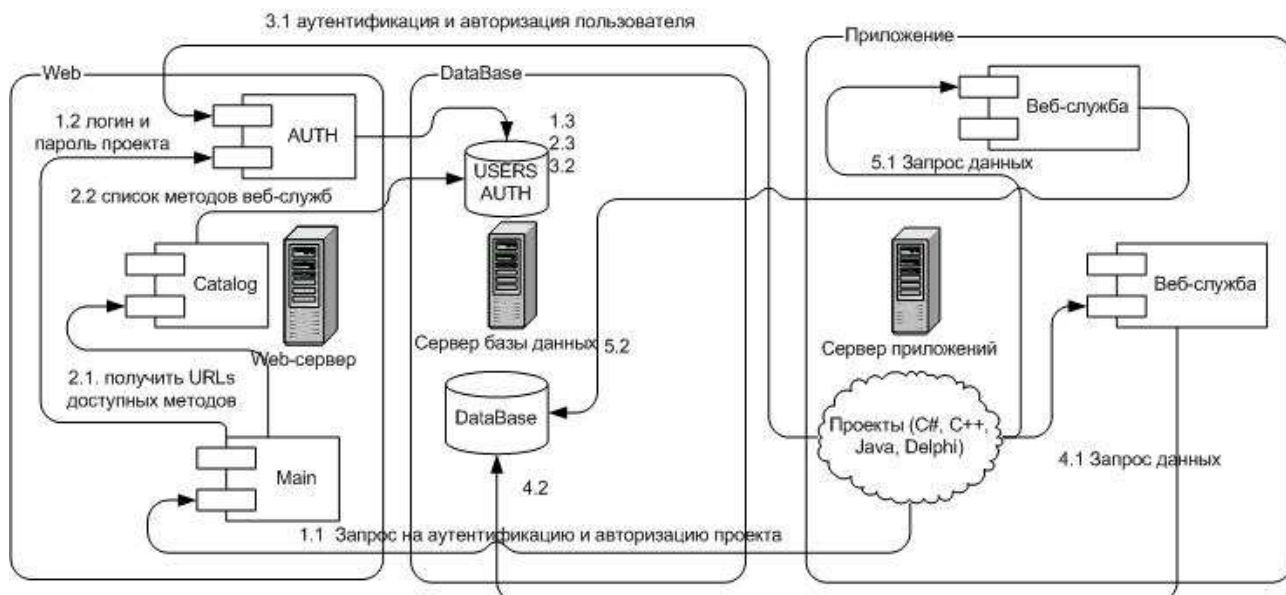 3.1 аутентификация и авторизация пользователя
Web
DataBase
Приложение
1.2 логин и
пароль проекта
AUTH
1.3
2.3
3.2
USERS
AUTH
Веб-служба
5.1 Запрос данных
2.2 список методов веб-служб
Catalog
Веб-служба
Web-сервер
Сервер базы данных
5.2
Сервер приложений
2.1. получить URLs
доступных методов
DataBase
Проекты (C#, C++,
Java, Delphi)
4.1 Запрос данных
Main
4.2
1.1 Запрос на аутентификацию и авторизацию проекта